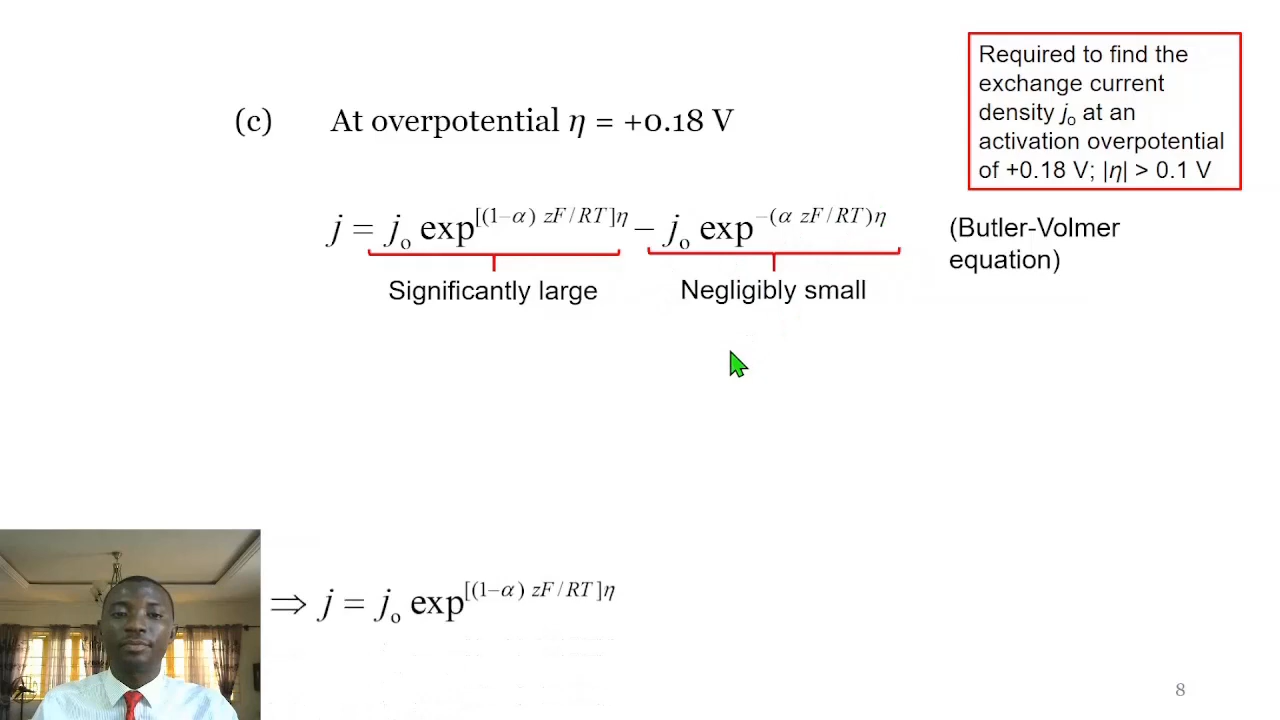 Required to find the
exchange current
density jₒ at an
activation overpotential
of +0.18 V; |η| > 0.1 V
(c) At overpotential η = +0.18 V
j = jₒ exp^[(1−α) zF/RT]η − jₒ exp^−(α zF/RT)η
(Butler-Volmer
equation)
Significantly large Negligibly small
⇒ j = jₒ exp^[(1−α) zF/RT]η
8